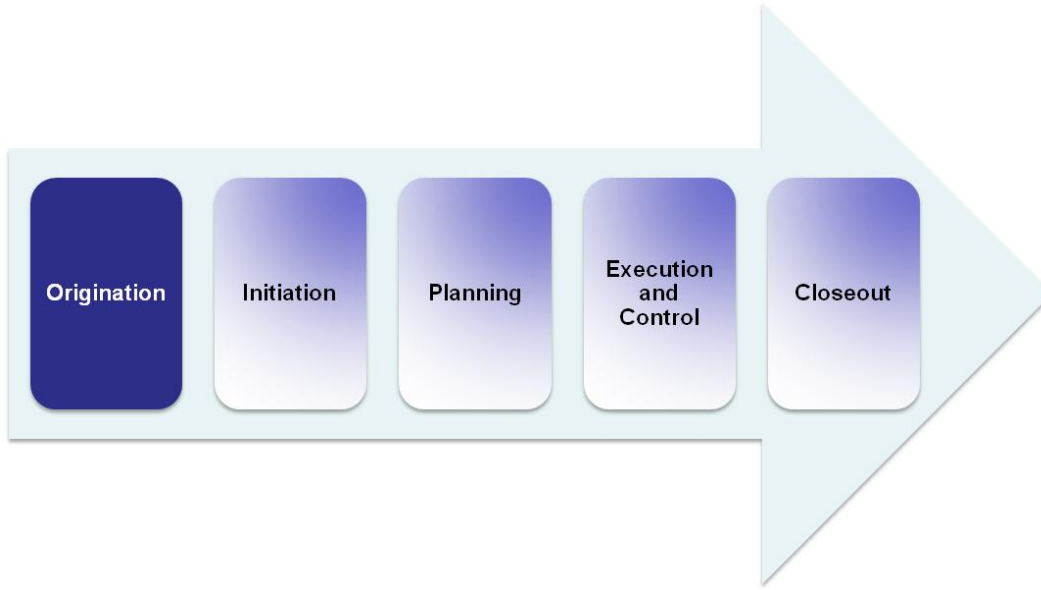 Origination
Initiation
Planning
Execution
and
Control
Closeout